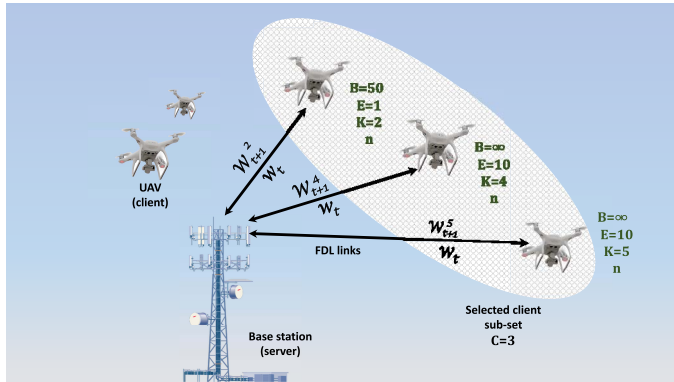 B=50
E=1
K=2
n
W²ₜ₊₁
wₜ
B=∞
E=10
K=4
n
W⁴ₜ₊₁
wₜ
UAV
(client)
B=∞
E=10
K=5
n
W⁵ₜ₊₁
wₜ
FDL links
Selected client
sub-set
C=3
Base station
(server)